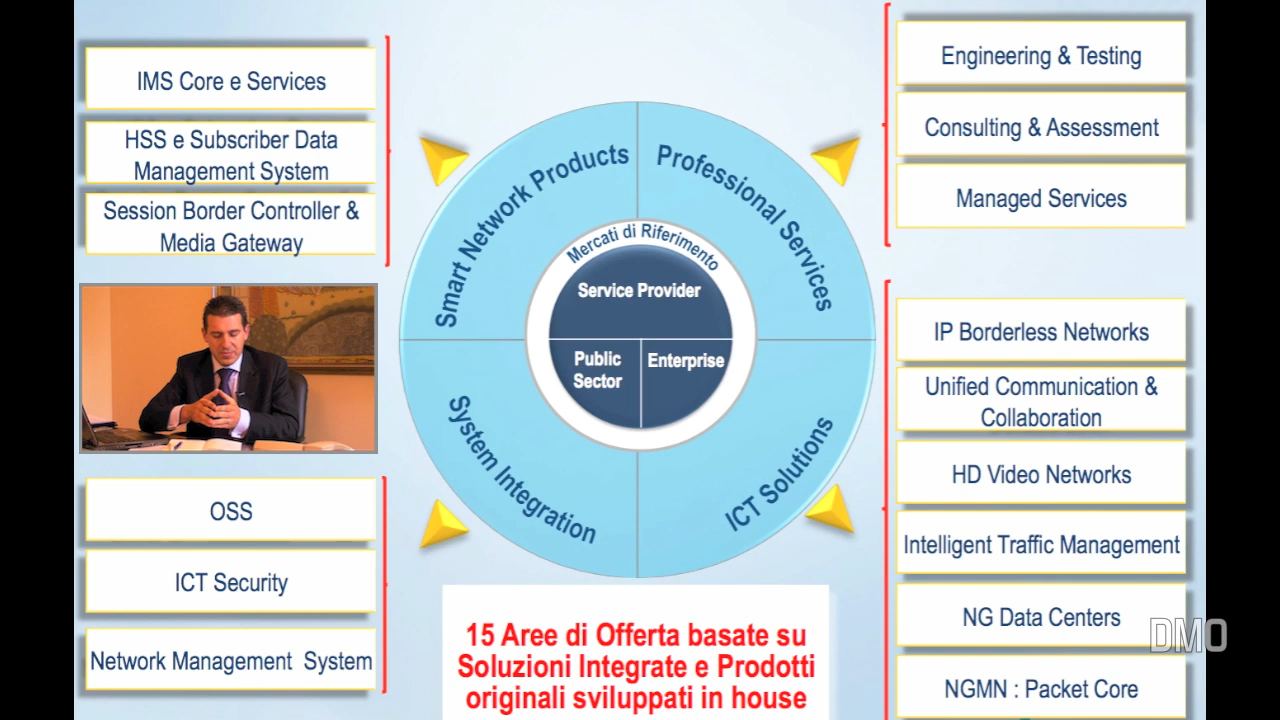 IMS Core e Services
HSS e Subscriber Data
Management System
Session Border Controller &
Media Gateway
OSS
ICT Security
Network Management System
Smart Network Products
Professional Services
System Integration
ICT Solutions
Mercati di Riferimento
Service Provider
Public
Sector
Enterprise
15 Aree di Offerta basate su
Soluzioni Integrate e Prodotti
originali sviluppati in house
Engineering & Testing
Consulting & Assessment
Managed Services
IP Borderless Networks
Unified Communication &
Collaboration
HD Video Networks
Intelligent Traffic Management
NG Data Centers
NGMN : Packet Core
DMO